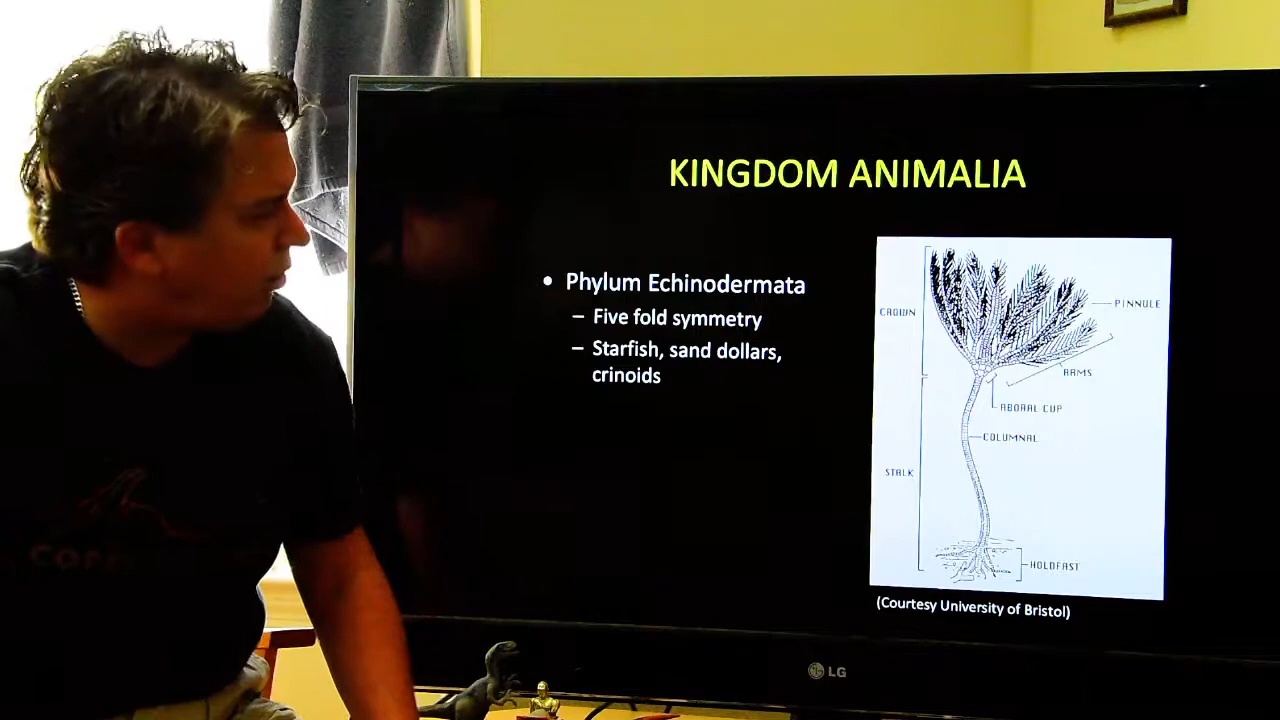 KINGDOM ANIMALIA
• Phylum Echinodermata
– Five fold symmetry
– Starfish, sand dollars,
crinoids
CROWN
PINNULE
ARMS
ABORAL CUP
COLUMNAL
STALK
HOLDFAST
(Courtesy University of Bristol)
LG